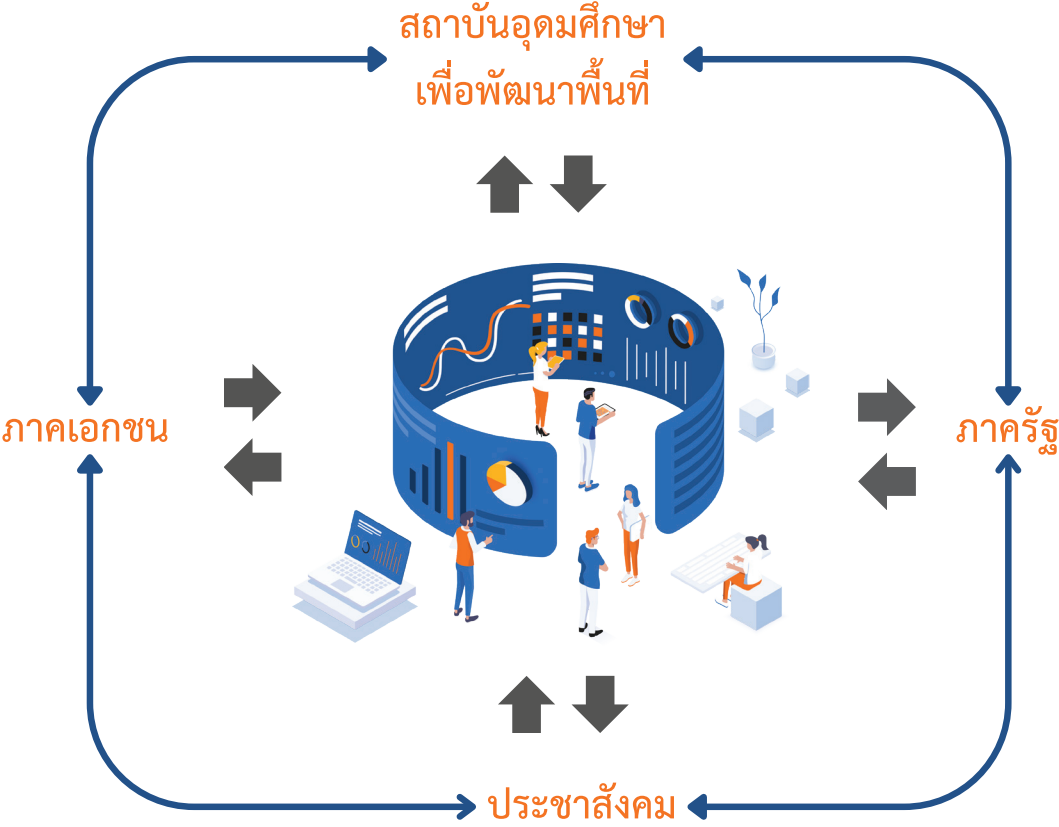 สถาบันอุดมศึกษา
เพื่อพัฒนาพื้นที่
ภาคเอกชน
ภาครัฐ
ประชาสังคม